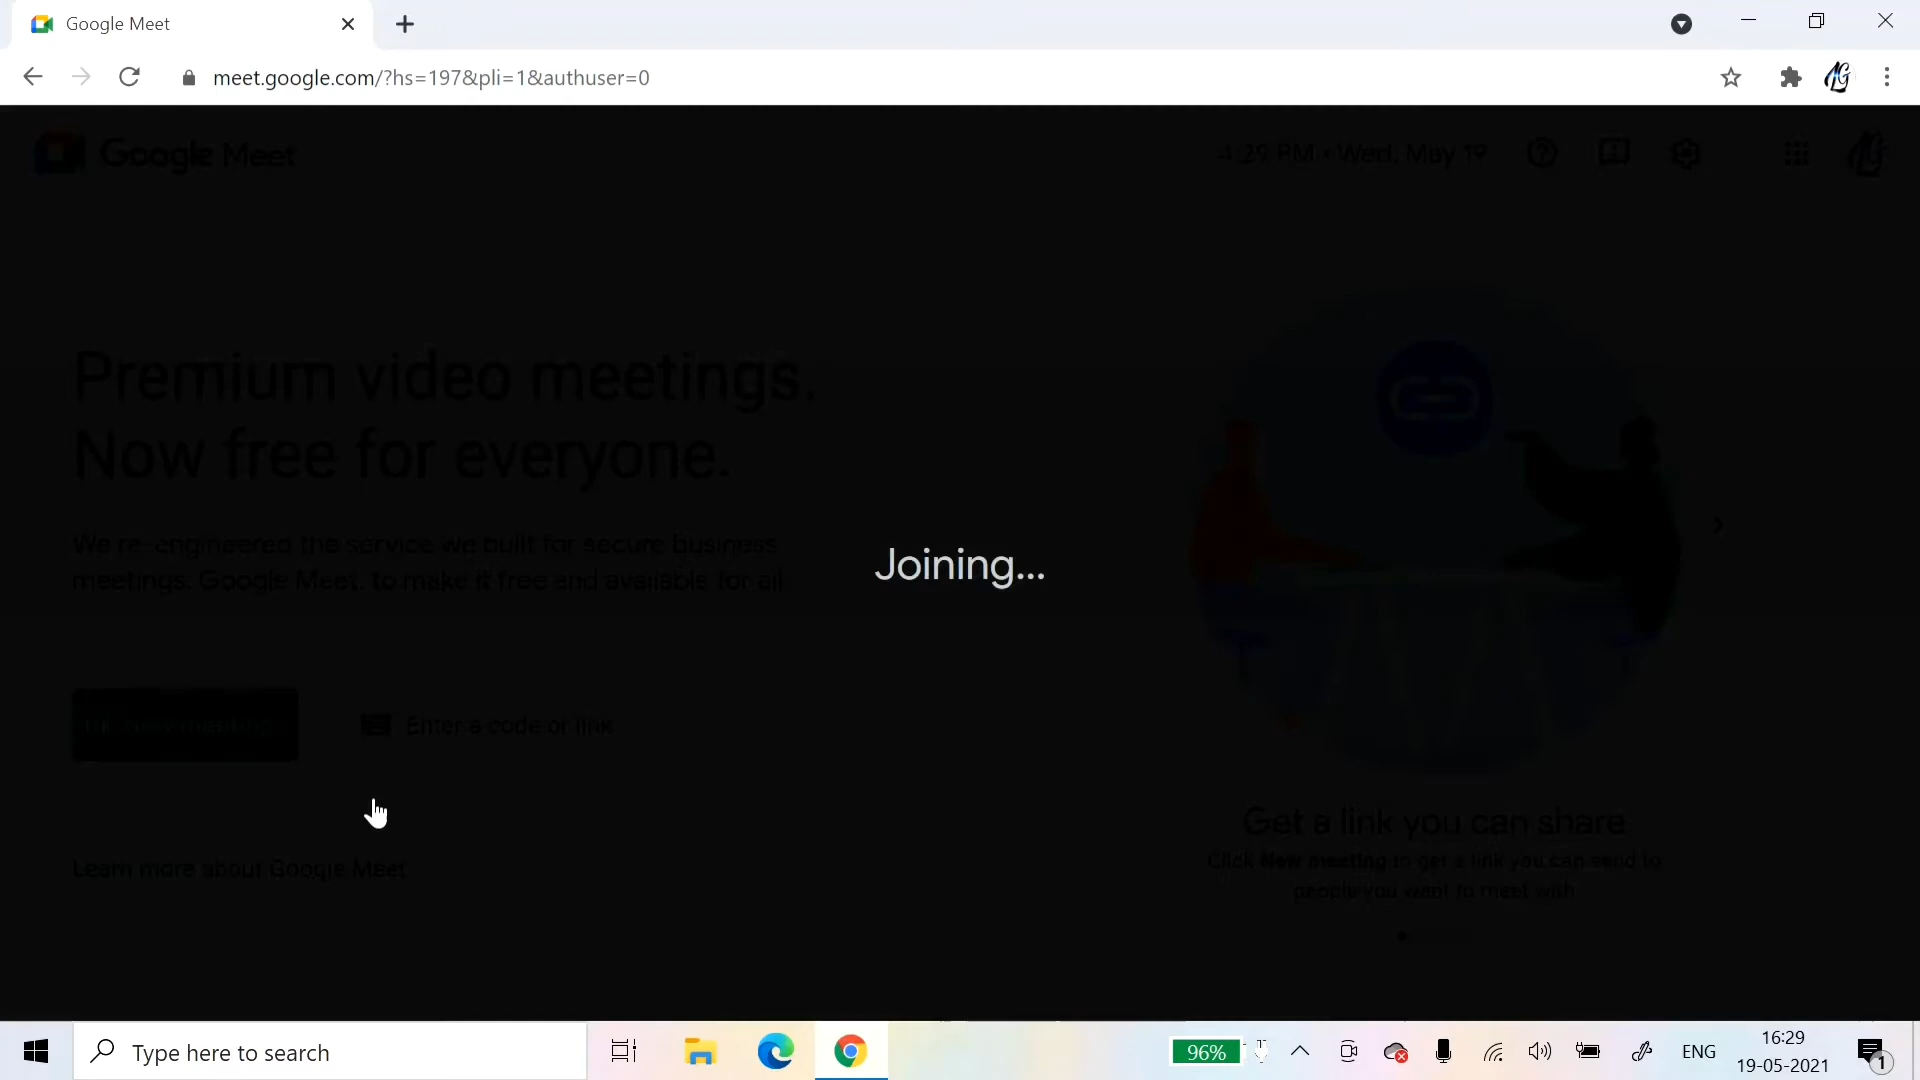 Google Meet
meet.google.com/?hs=197&pli=1&authuser=0
Google Meet
4:29 PM • Wed, May 19
Premium video meetings.
Now free for everyone.
We re-engineered the service we built for secure business
meetings, Google Meet, to make it free and available for all.
Joining...
New meeting
Enter a code or link
Learn more about Google Meet
Get a link you can share
Click New meeting to get a link you can send to
people you want to meet with
Type here to search
96%
ENG
16:29
19-05-2021
1